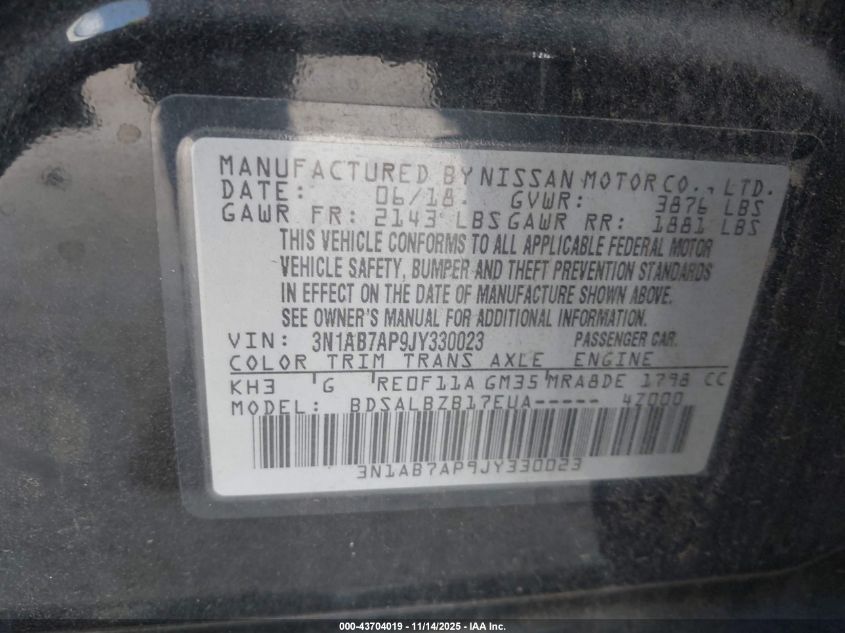 MANUFACTURED BY NISSAN MOTOR CO., LTD.
DATE: 06/18 GVWR: 3876 LBS
GAWR FR: 2143 LBS GAWR RR: 1881 LBS
THIS VEHICLE CONFORMS TO ALL APPLICABLE FEDERAL MOTOR
VEHICLE SAFETY, BUMPER AND THEFT PREVENTION STANDARDS
IN EFFECT ON THE DATE OF MANUFACTURE SHOWN ABOVE.
SEE OWNER'S MANUAL FOR ADDITIONAL INFORMATION.
VIN: 3N1AB7AP9JY330023 PASSENGER CAR.
COLOR TRIM TRANS AXLE ENGINE
KH3 G RE0F11A GM35 MRA8DE 1798 CC
MODEL: BDSALBZB17EUA----- 4Z000
3N1AB7AP9JY330023
000-43704019 - 11/14/2025 - IAA Inc.